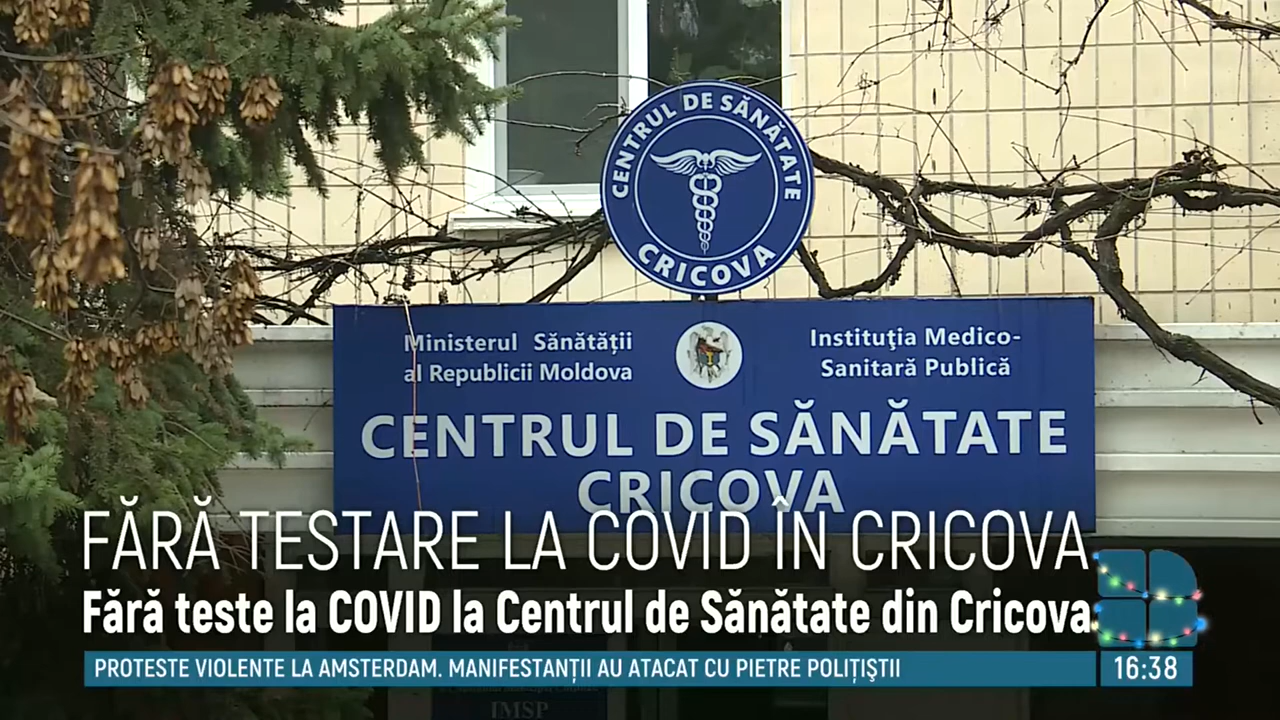 CENTRUL DE SĂNĂTATE
CRICOVA
Ministerul Sănătății
al Republicii Moldova
Instituţia Medico-
Sanitară Publică
CENTRUL DE SĂNĂTATE
CRICOVA
FĂRĂ TESTARE LA COVID ÎN CRICOVA
Fără teste la COVID la Centrul de Sănătate din Cricova
PROTESTE VIOLENTE LA AMSTERDAM. MANIFESTANȚII AU ATACAT CU PIETRE POLIȚIŞTII
16:38
IMSP